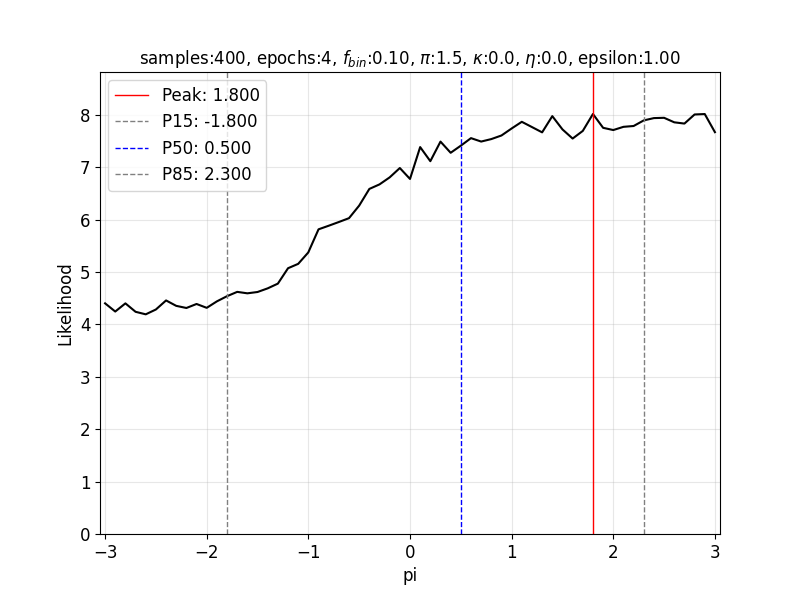 samples:400, epochs:4, f_bin:0.10, π:1.5, κ:0.0, η:0.0, epsilon:1.00
Peak: 1.800
P15: -1.800
P50: 0.500
P85: 2.300
8
7
6
5
4
3
2
1
0
Likelihood
−3 −2 −1 0 1 2 3
pi